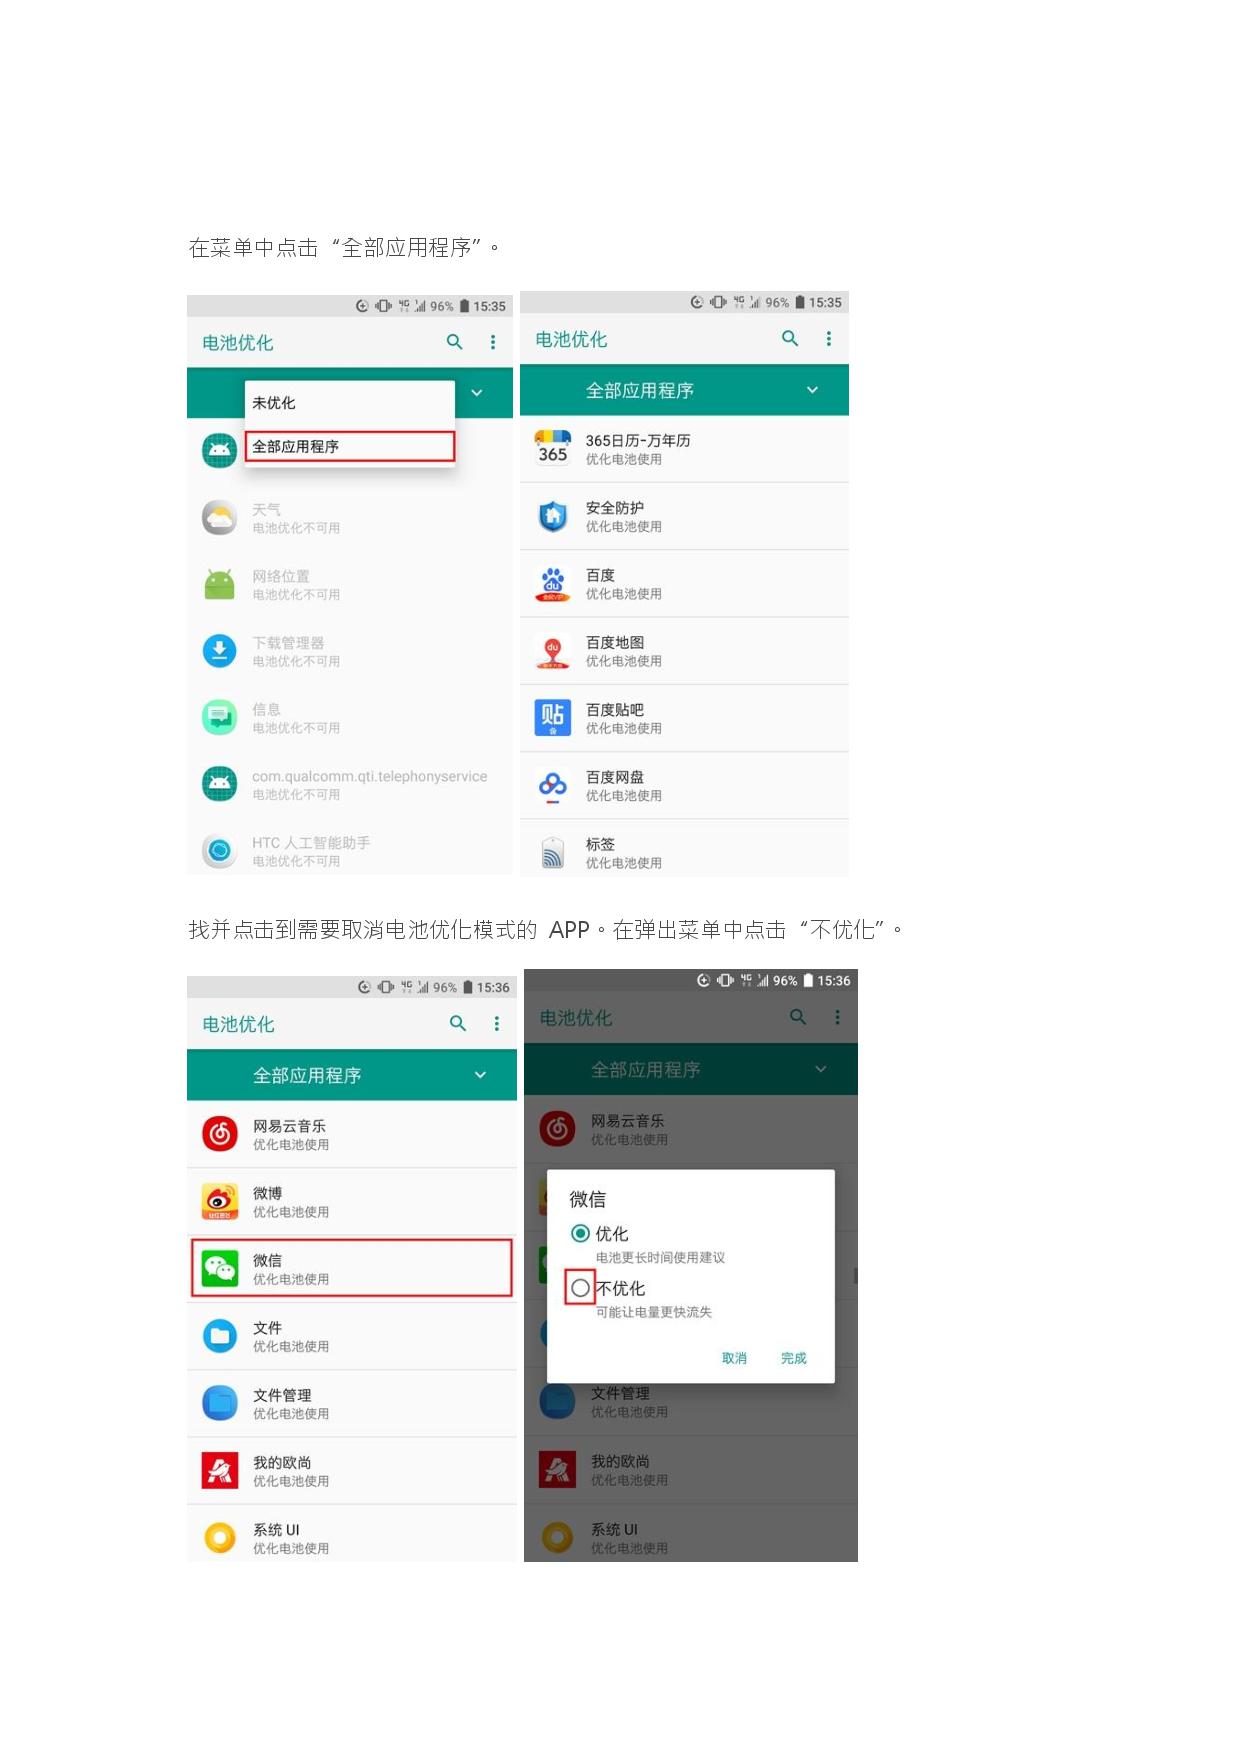 在菜单中点击 “全部应用程序”。
96% 15:35
电池优化
未优化
全部应用程序
天气
电池优化不可用
网络位置
电池优化不可用
下载管理器
电池优化不可用
信息
电池优化不可用
com.qualcomm.qti.telephonyservice
电池优化不可用
HTC 人工智能助手
电池优化不可用
4G 96% 15:35
电池优化
全部应用程序
365
365日历-万年历
优化电池使用
安全防护
优化电池使用
du
百度
优化电池使用
du
百度地图
优化电池使用
贴
百度贴吧
优化电池使用
百度网盘
优化电池使用
标签
优化电池使用
找并点击到需要取消电池优化模式的 APP。在弹出菜单中点击 “不优化”。
4G 96% 15:36
电池优化
全部应用程序
网易云音乐
优化电池使用
微博
优化电池使用
微信
优化电池使用
文件
优化电池使用
文件管理
优化电池使用
我的欧尚
优化电池使用
系统 UI
优化电池使用
4G 96% 15:36
电池优化
全部应用程序
网易云音乐
优化电池使用
微信
优化
电池更长时间使用建议
不优化
可能让电量更快流失
取消 完成
文件管理
优化电池使用
我的欧尚
优化电池使用
系统 UI
优化电池使用